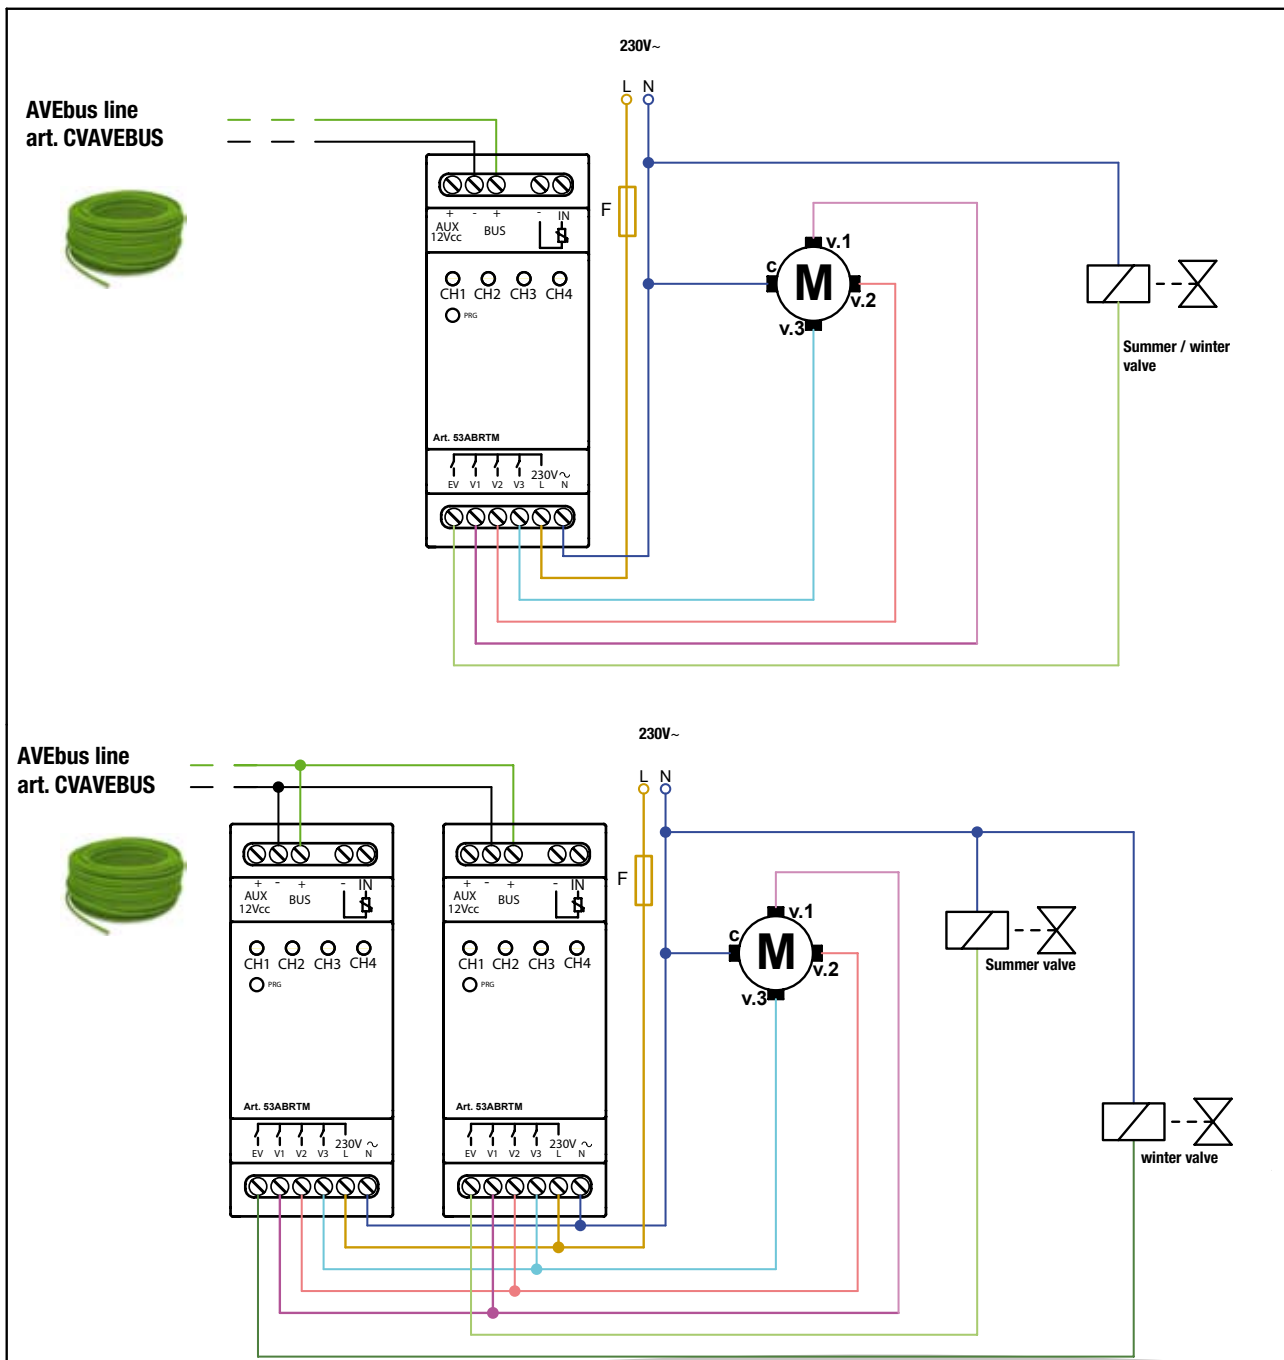 230V~
L N
AVEbus line
art. CVAVEBUS
F
+ - + - IN
AUX
12Vcc
BUS
CH1 CH2 CH3 CH4
PRG
Art. 53ABRTM
230V~
EV V1 V2 V3 L N
v.1
c
M
v.2
v.3
Summer / winter
valve
230V~
AVEbus line
art. CVAVEBUS
L N
F
+ - + - IN
AUX
12Vcc
BUS
CH1 CH2 CH3 CH4
PRG
Art. 53ABRTM
230V ~
EV V1 V2 V3 L N
+ - + - IN
AUX
12Vcc
BUS
CH1 CH2 CH3 CH4
PRG
Art. 53ABRTM
230V ~
EV V1 V2 V3 L N
v.1
c
M
v.2
v.3
Summer valve
winter valve